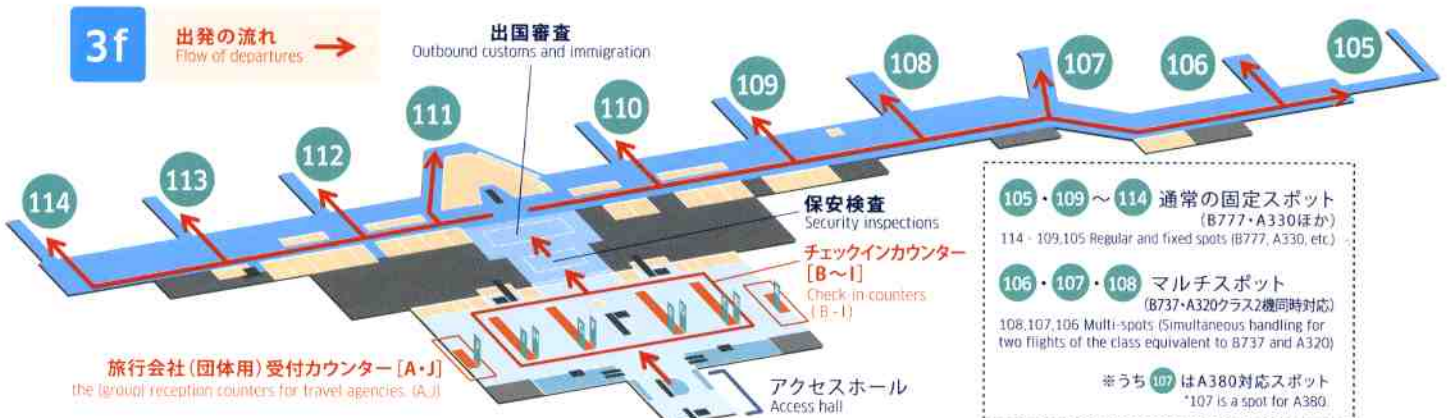 3f
出発の流れ
Flow of departures
出国審査
Outbound customs and immigration
105
106
107
108
109
110
111
112
113
114
保安検査
Security inspections
チェックインカウンター
[B〜I]
Check-in counters
(B-I)
旅行会社(団体用)受付カウンター[A・J]
the (group) reception counters for travel agencies. (A,J)
アクセスホール
Access hall
105・109〜114 通常の固定スポット
(B777・A330ほか)
114 - 109,105 Regular and fixed spots (B777, A330, etc.)
106・107・108 マルチスポット
(B737・A320クラス2機同時対応)
108,107,106 Multi-spots (Simultaneous handling for
two flights of the class equivalent to B737 and A320)
※うち 107 はA380対応スポット
*107 is a spot for A380.